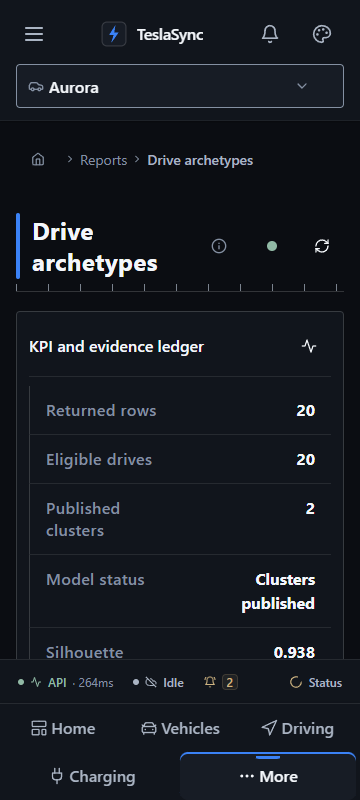 TeslaSync
Aurora
Reports Drive archetypes
Drive
archetypes
KPI and evidence ledger
Returned rows 20
Eligible drives 20
Published 2
clusters
Model status Clusters
published
Silhouette 0.938
API · 264ms Idle 2 Status
Home Vehicles Driving
Charging More